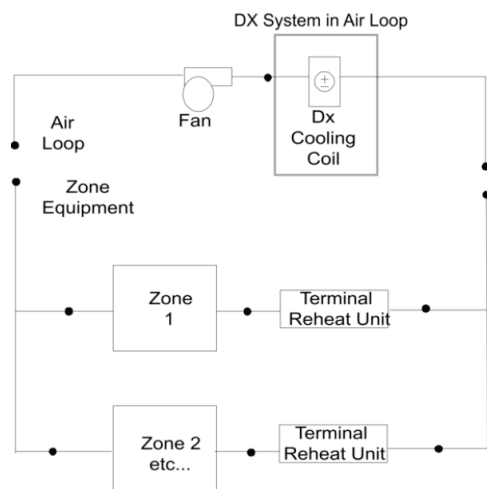 DX System in Air Loop
Fan
Dx
Cooling
Coil
Air
Loop
Zone
Equipment
Zone
1
Terminal
Reheat Unit
Zone 2
etc...
Terminal
Reheat Unit